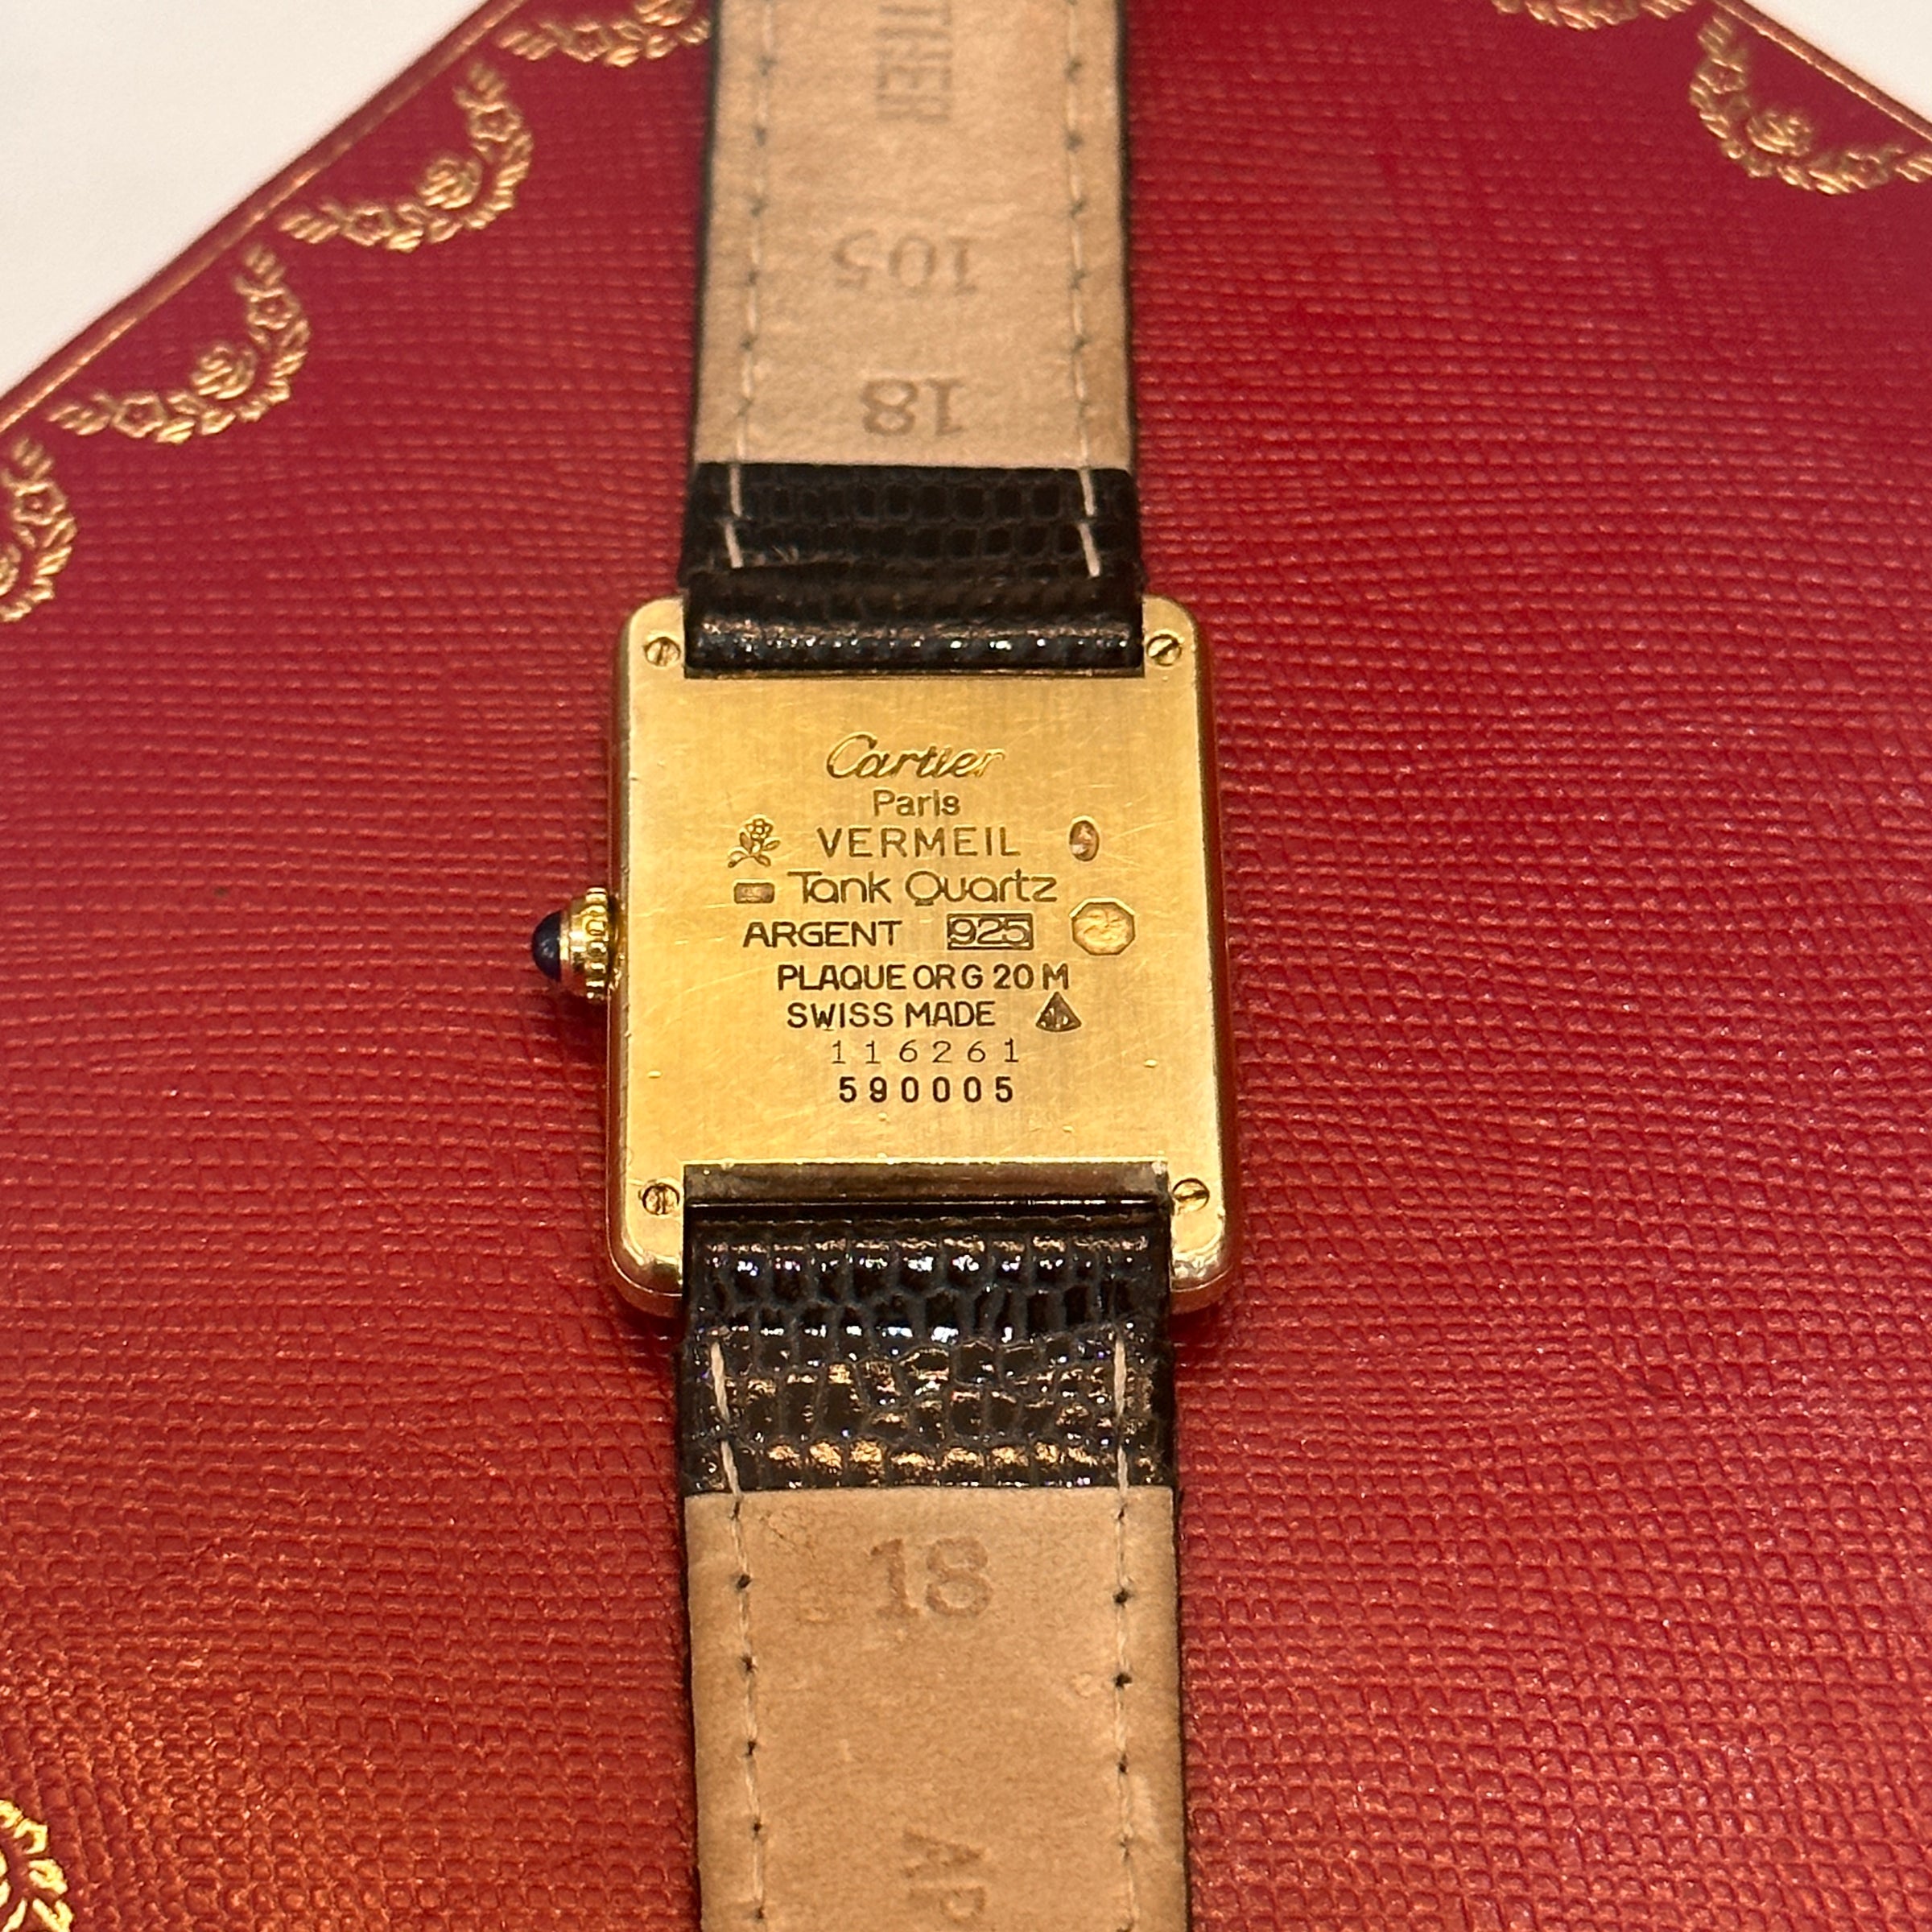 105
18
Cartier
Paris
VERMEIL
Tank Quartz
ARGENT 925
PLAQUE OR G 20 M
SWISS MADE
116261
590005
18